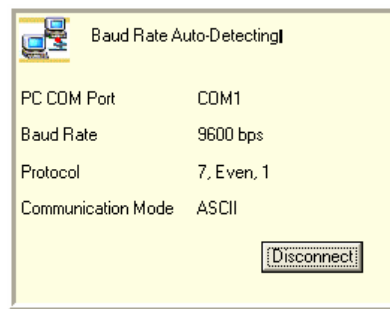 Baud Rate Auto-Detecting
PC COM Port COM1
Baud Rate 9600 bps
Protocol 7, Even, 1
Communication Mode ASCII
Disconnect